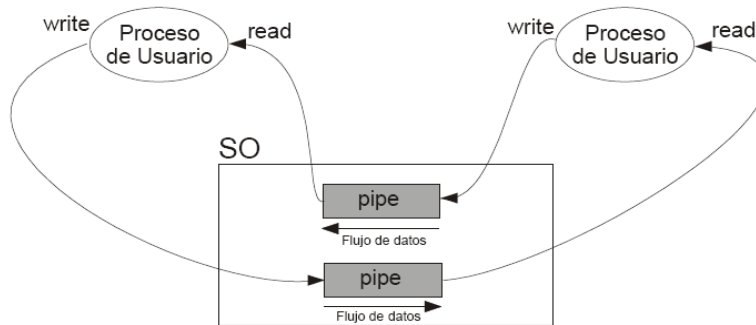 write
Proceso
de Usuario
read
write
Proceso
de Usuario
read
SO
pipe
Flujo de datos
pipe
Flujo de datos